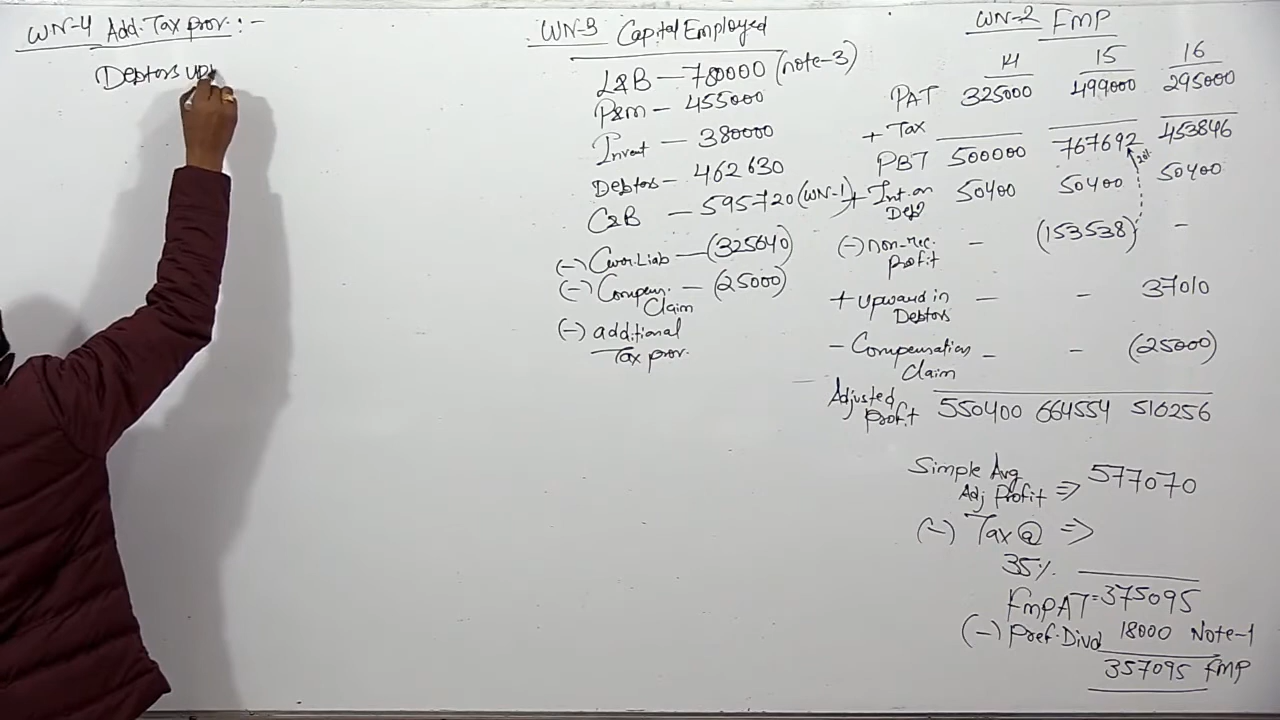 WN-4 Add. Tax prov. :-
Debtors up
WN-3 Capital Employed
L&B — 780000 (note-3)
P&M — 455000
Invent — 380000
Debtors — 462630
C&B — 595720 (WN-1)
(-) Curr. Liab — (325640)
(-) Compen. Claim — (25000)
(-) additional
Tax prov.
WN-2 FMP
14 15 16
PAT 325000 499000 295000
+ Tax
PBT 500000 767692 453846
+ Int. on Deb? 50400 50400 50400
20%
(-) non-rec. profit - (153538) -
+ upward in Debtors - - 37010
- Compensation Claim - - (25000)
Adjusted Profit 550400 664554 516256
Simple Avg
Adj Profit => 577070
(-) Tax @ =>
35%
FMPAT = 375095
(-) Pref. Divd 18000 Note-1
357095 FMP